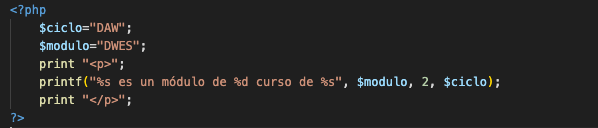 <?php
$ciclo="DAW";
$modulo="DWES";
print "<p>";
printf("%s es un módulo de %d curso de %s", $modulo, 2, $ciclo);
print "</p>";
?>